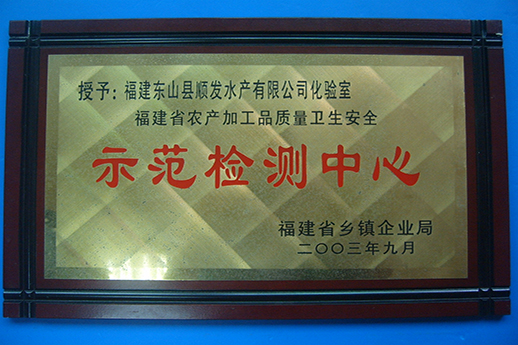 授予：福建东山县顺发水产有限公司化验室
福建省农产加工品质量卫生安全
示范检测中心
福建省乡镇企业局
二〇〇三年九月